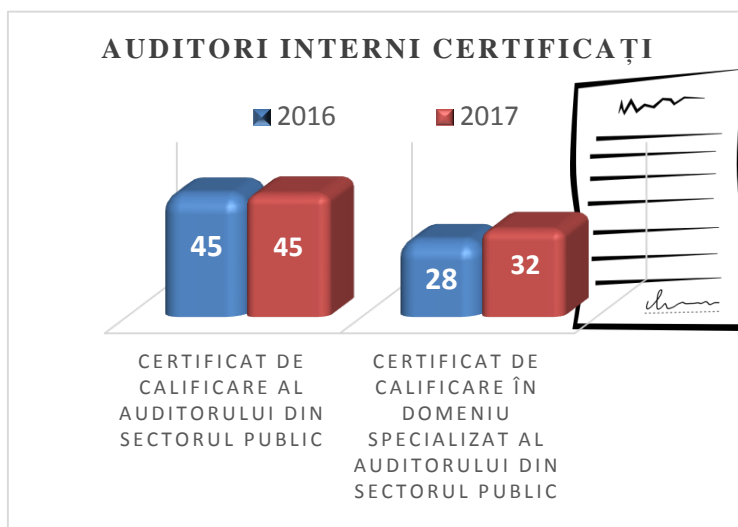 AUDITORI INTERNI CERTIFICAȚI
2016 2017
45 45 28 32
CERTIFICAT DE
CALIFICARE AL
AUDITORULUI DIN
SECTORUL PUBLIC
CERTIFICAT DE
CALIFICARE ÎN
DOMENIU
SPECIALIZAT AL
AUDITORULUI DIN
SECTORUL PUBLIC